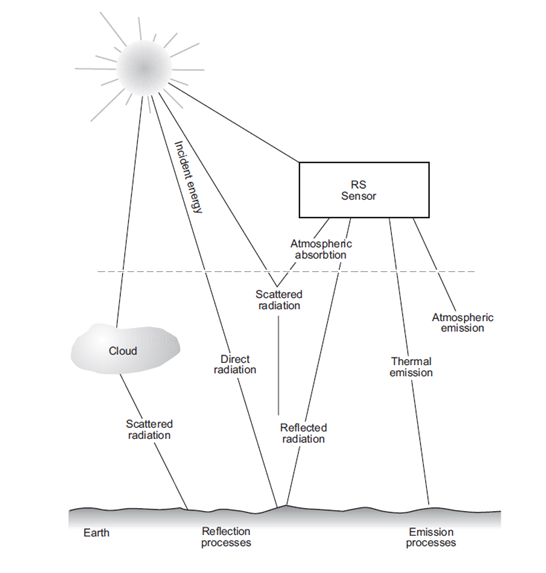 Incident energy
RS
Sensor
Atmospheric
absorbtion
Scattered
radiation
Atmospheric
emission
Cloud
Direct
radiation
Thermal
emission
Scattered
radiation
Reflected
radiation
Earth
Reflection
processes
Emission
processes